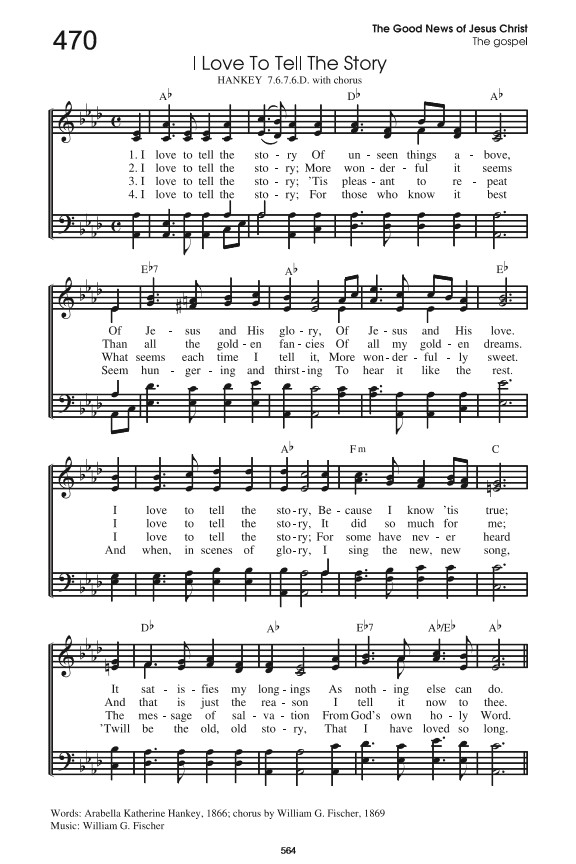 470
The Good News of Jesus Christ
The gospel
I Love To Tell The Story
HANKEY 7.6.7.6.D. with chorus
A♭ D♭ A♭
1. I love to tell the sto - ry Of un - seen things a - bove,
2. I love to tell the sto - ry; More won - der - ful it seems
3. I love to tell the sto - ry; 'Tis pleas - ant to re - peat
4. I love to tell the sto - ry; For those who know it best
E♭7 A♭ E♭
Of Je - sus and His glo - ry, Of Je - sus and His love.
Than all the gold - en fan - cies Of all my gold - en dreams.
What seems each time I tell it, More won - der - ful - ly sweet.
Seem hun - ger - ing and thirst - ing To hear it like the rest.
A♭ Fm C
I love to tell the sto - ry, Be - cause I know 'tis true;
I love to tell the sto - ry, It did so much for me;
I love to tell the sto - ry; For some have nev - er heard
And when, in scenes of glo - ry, I sing the new, new song,
D♭ A♭ E♭7 A♭/E♭ A♭
It sat - is - fies my long - ings As noth - ing else can do.
And that is just the rea - son I tell it now to thee.
The mes - sage of sal - va - tion From God's own ho - ly Word.
'Twill be the old, old sto - ry, That I have loved so long.
Words: Arabella Katherine Hankey, 1866; chorus by William G. Fischer, 1869
Music: William G. Fischer
564